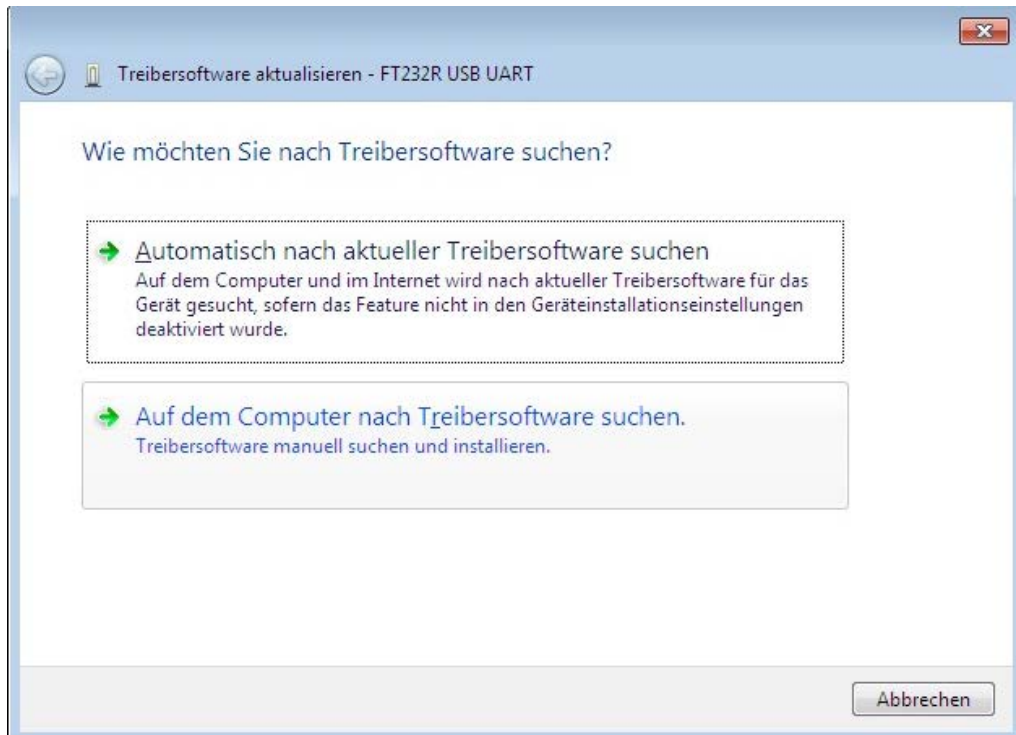 Treibersoftware aktualisieren - FT232R USB UART
Wie möchten Sie nach Treibersoftware suchen?
Automatisch nach aktueller Treibersoftware suchen
Auf dem Computer und im Internet wird nach aktueller Treibersoftware für das
Gerät gesucht, sofern das Feature nicht in den Geräteinstallationseinstellungen
deaktiviert wurde.
Auf dem Computer nach Treibersoftware suchen.
Treibersoftware manuell suchen und installieren.
Abbrechen